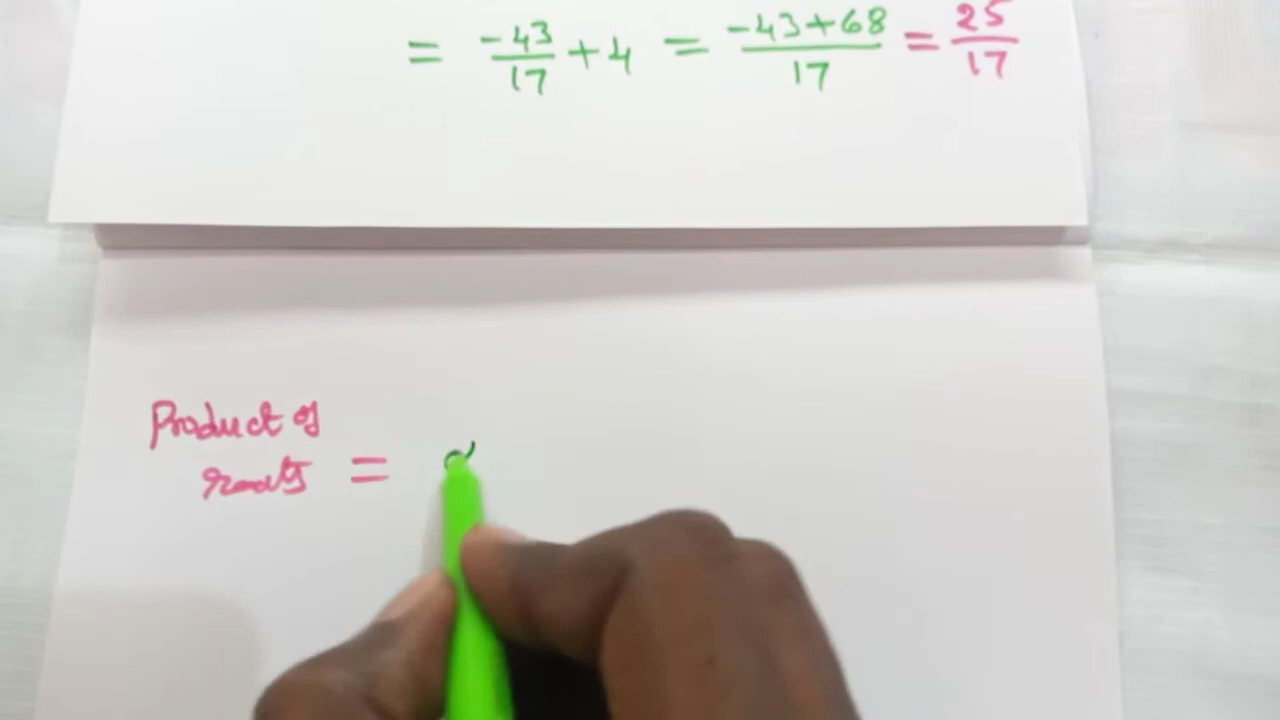 = -43/17 + 4 = -43+68/17 = 25/17
Product of
roots = α